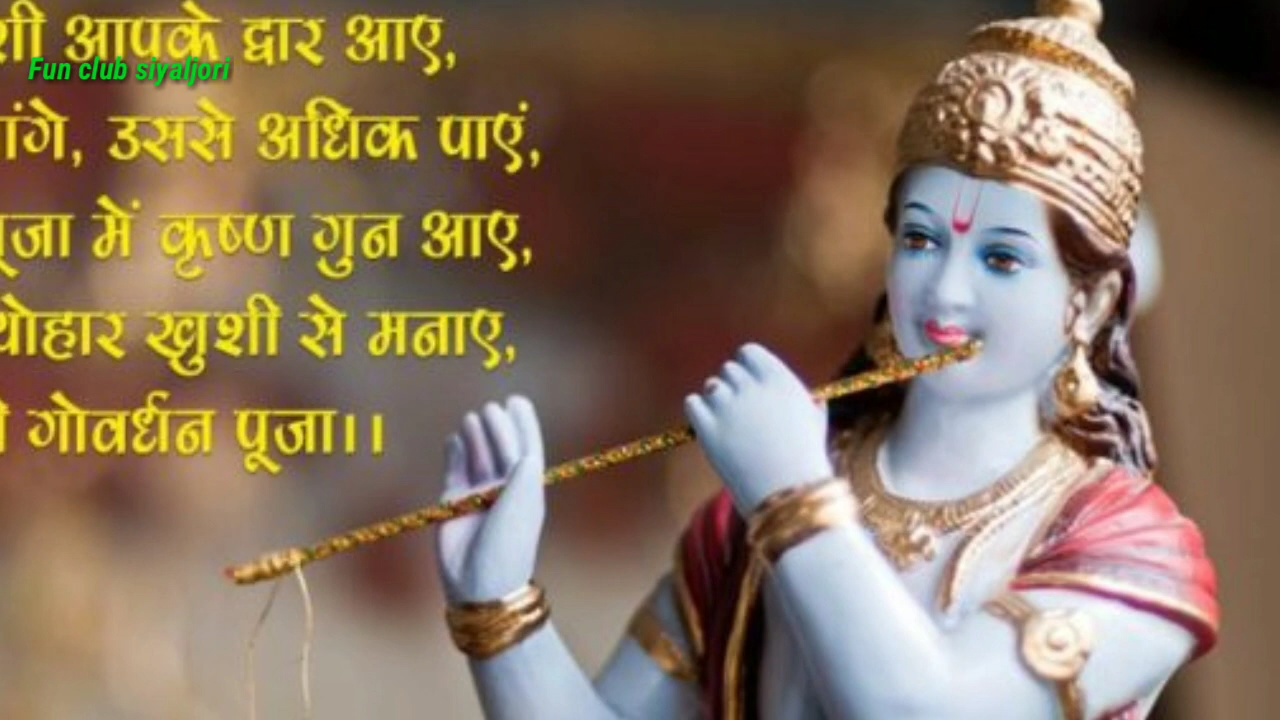 शी आपके द्वार आए,
Fun club siyaljori
उससे अधिक पाएं,
में कृष्ण गुन आए,
खुशी से मनाए,
गोवर्धन पूजा।।